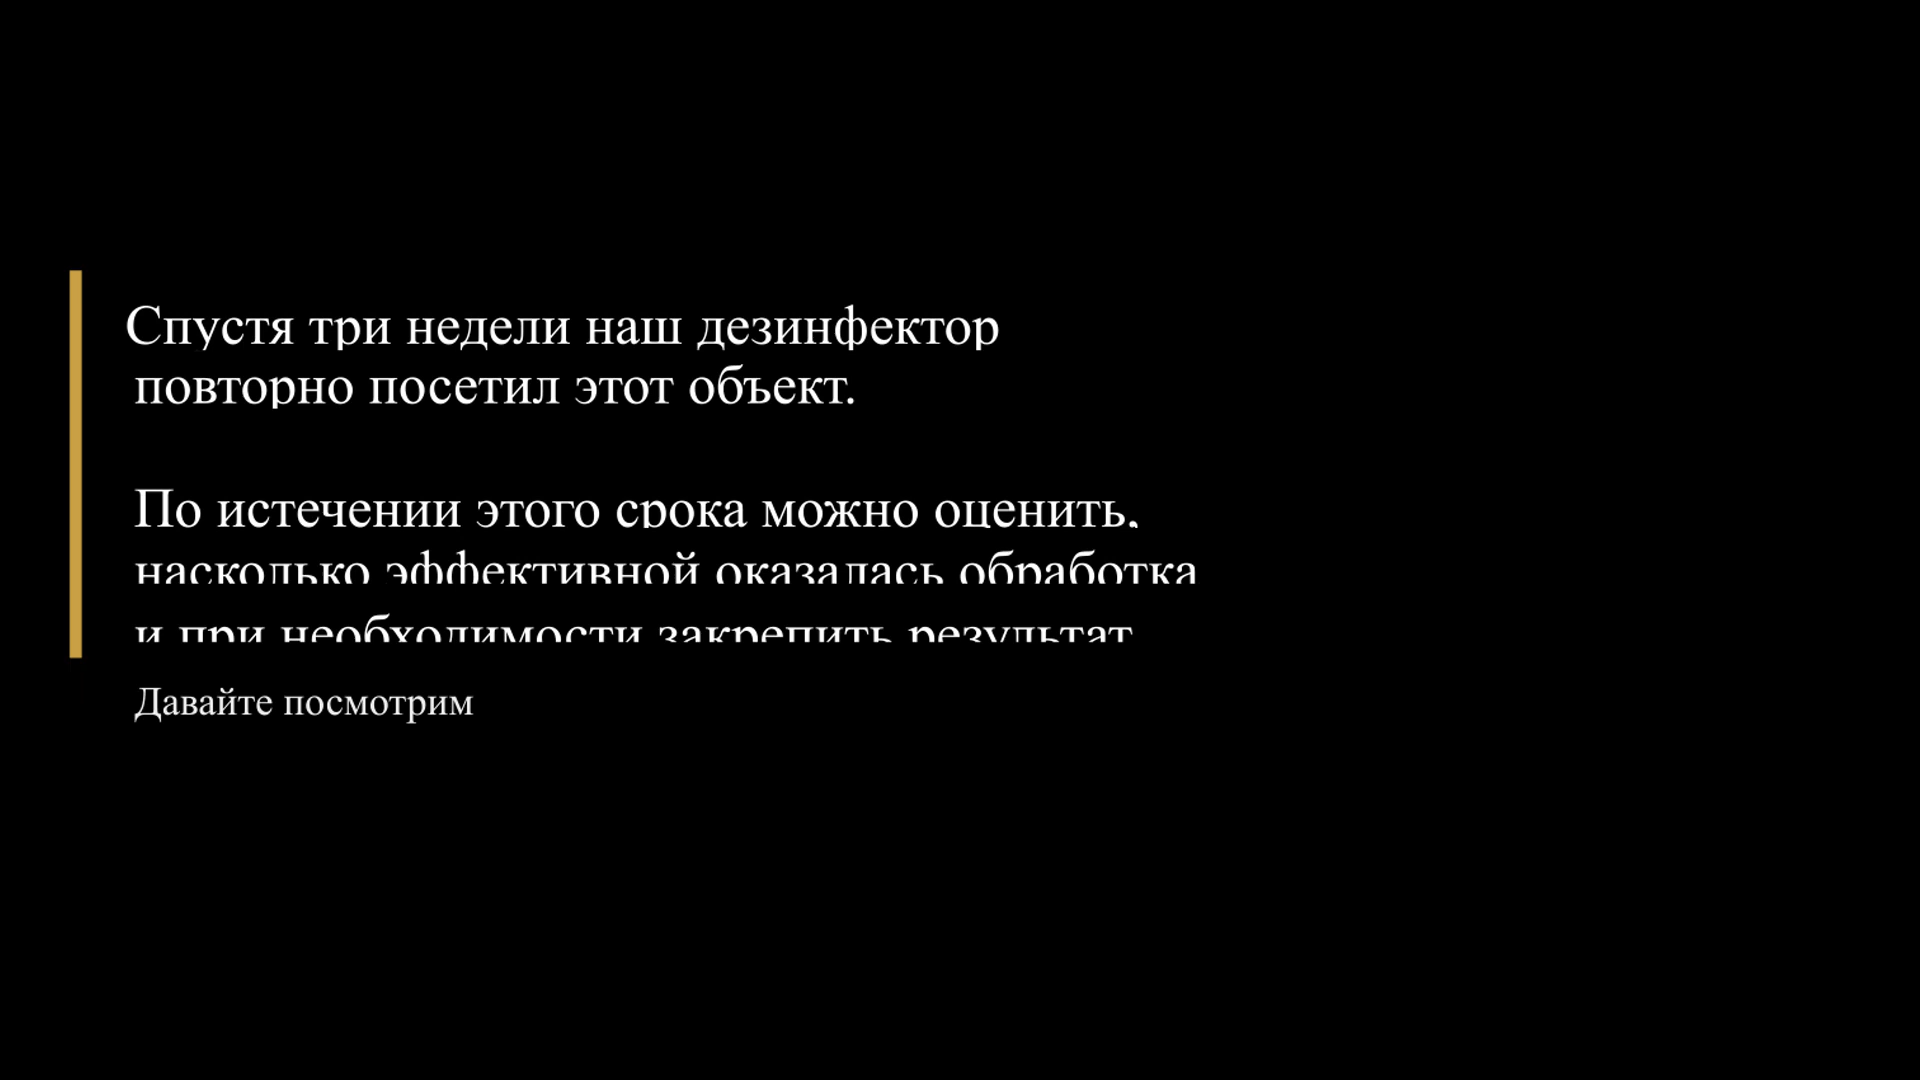 Спустя три недели наш дезинфектор
повторно посетил этот объект.
По истечении этого срока можно оценить,
насколько эффективной оказалась обработка
и при необходимости закрепить результат
Давайте посмотрим